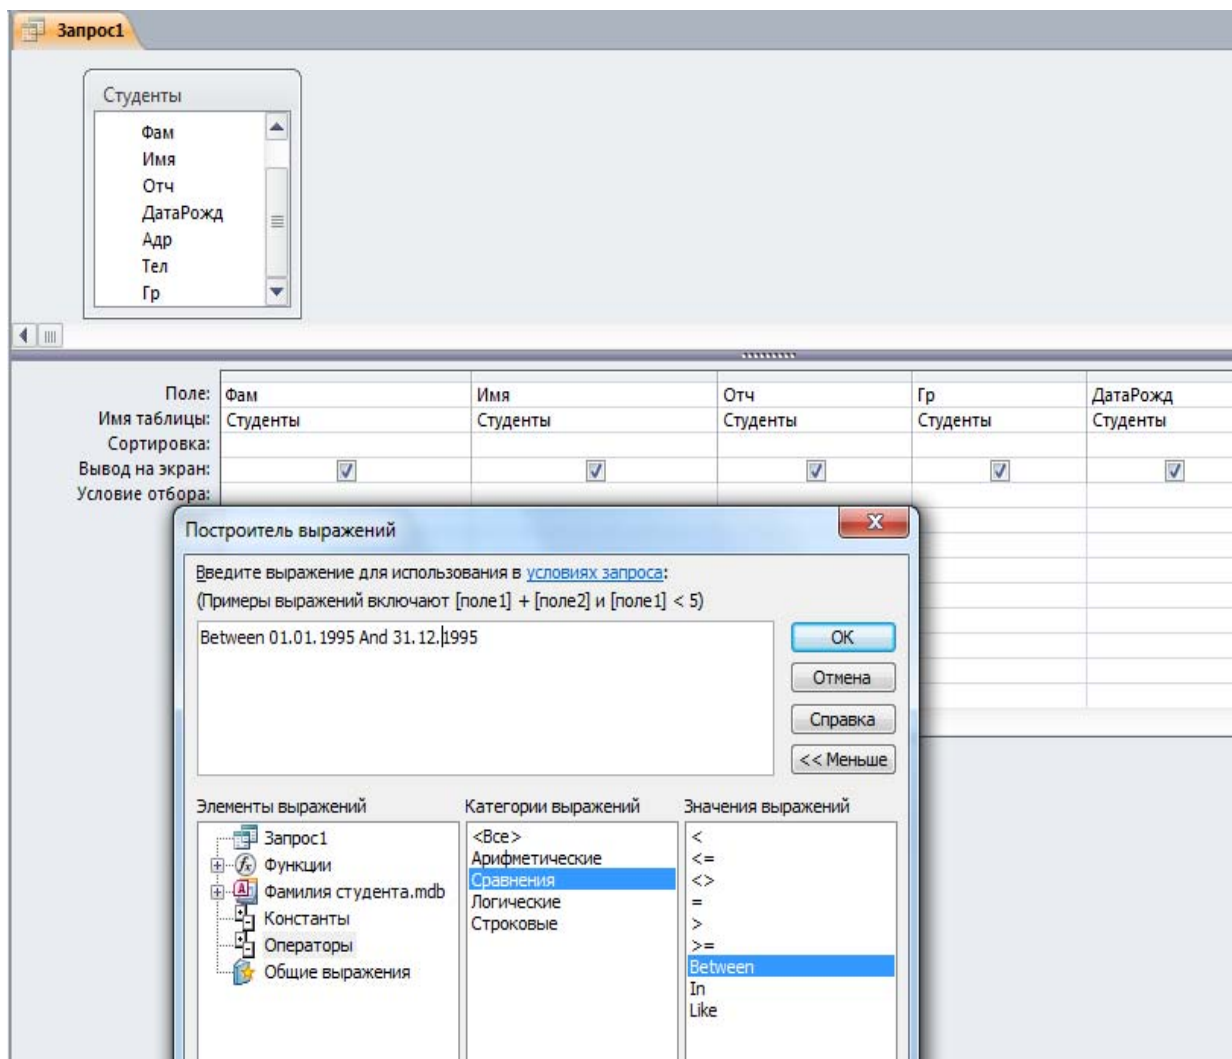 Запрос1
Студенты
Фам
Имя
Отч
ДатаРожд
Адр
Тел
Гр
Поле: Фам Имя Отч Гр ДатаРожд
Имя таблицы: Студенты Студенты Студенты Студенты Студенты
Сортировка:
Вывод на экран:
Условие отбора:
Построитель выражений
Введите выражение для использования в условиях запроса:
(Примеры выражений включают [поле1] + [поле2] и [поле1] < 5)
Between 01.01.1995 And 31.12.1995
ОК
Отмена
Справка
<< Меньше
Элементы выражений
Запрос1
Функции
Фамилия студента.mdb
Константы
Операторы
Общие выражения
Категории выражений
<Все>
Арифметические
Сравнения
Логические
Строковые
Значения выражений
<
<=
<>
=
>
>=
Between
In
Like